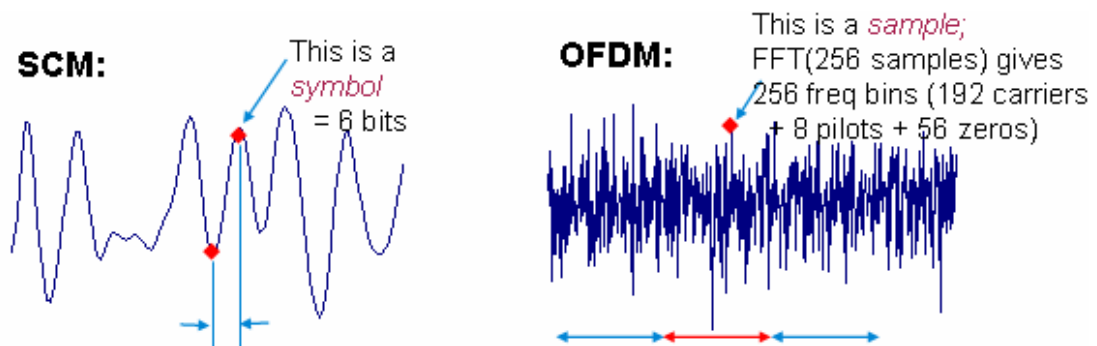 SCM:
This is a
symbol
= 6 bits
OFDM:
This is a sample;
FFT(256 samples) gives
256 freq bins (192 carriers
+ 8 pilots + 56 zeros)